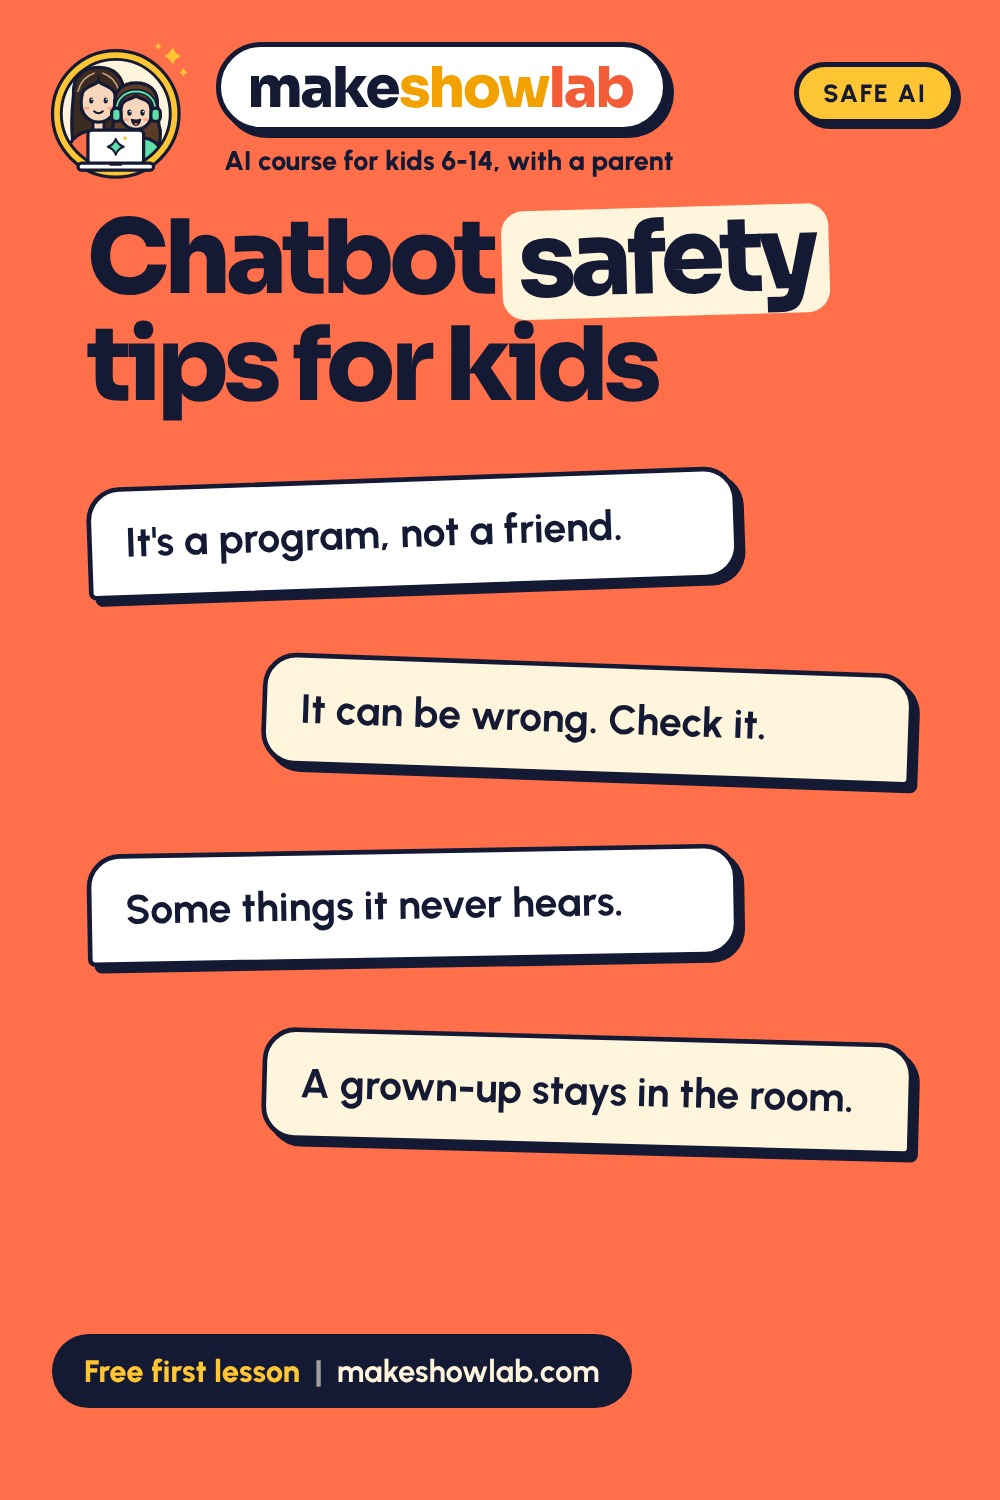 makeshowlab
SAFE AI
AI course for kids 6-14, with a parent
Chatbot safety
tips for kids
It's a program, not a friend.
It can be wrong. Check it.
Some things it never hears.
A grown-up stays in the room.
Free first lesson | makeshowlab.com